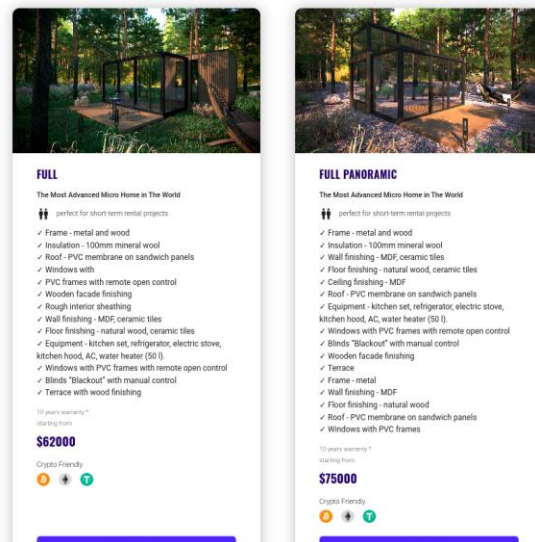 FULL
The Most Advanced Micro Home in The World
perfect for short-term rental projects
✓ Frame - metal and wood
✓ Insulation - 100mm mineral wool
✓ Roof - PVC membrane on sandwich panels
✓ Windows with
✓ PVC frames with remote open control
✓ Wooden facade finishing
✓ Rough interior sheathing
✓ Wall finishing - MDF, ceramic tiles
✓ Floor finishing - natural wood, ceramic tiles
✓ Equipment - kitchen set, refrigerator, electric stove,
kitchen hood, AC, water heater (50 l).
✓ Windows with PVC frames with remote open control
✓ Blinds "Blackout" with manual control
✓ Terrace with wood finishing
10 years warranty *
starting from
$62000
Crypto Friendly
FULL PANORAMIC
The Most Advanced Micro Home in The World
perfect for short-term rental projects
✓ Frame - metal and wood
✓ Insulation - 100mm mineral wool
✓ Wall finishing - MDF, ceramic tiles
✓ Floor finishing - natural wood, ceramic tiles
✓ Ceiling finishing - MDF
✓ Roof - PVC membrane on sandwich panels
✓ Equipment - kitchen set, refrigerator, electric stove,
kitchen hood, AC, water heater (50 l).
✓ Windows with PVC frames with remote open control
✓ Blinds "Blackout" with manual control
✓ Wooden facade finishing
✓ Terrace
✓ Frame - metal
✓ Wall finishing - MDF
✓ Floor finishing - natural wood
✓ Roof - PVC membrane on sandwich panels
✓ Windows with PVC frames
10 years warranty *
starting from
$75000
Crypto Friendly